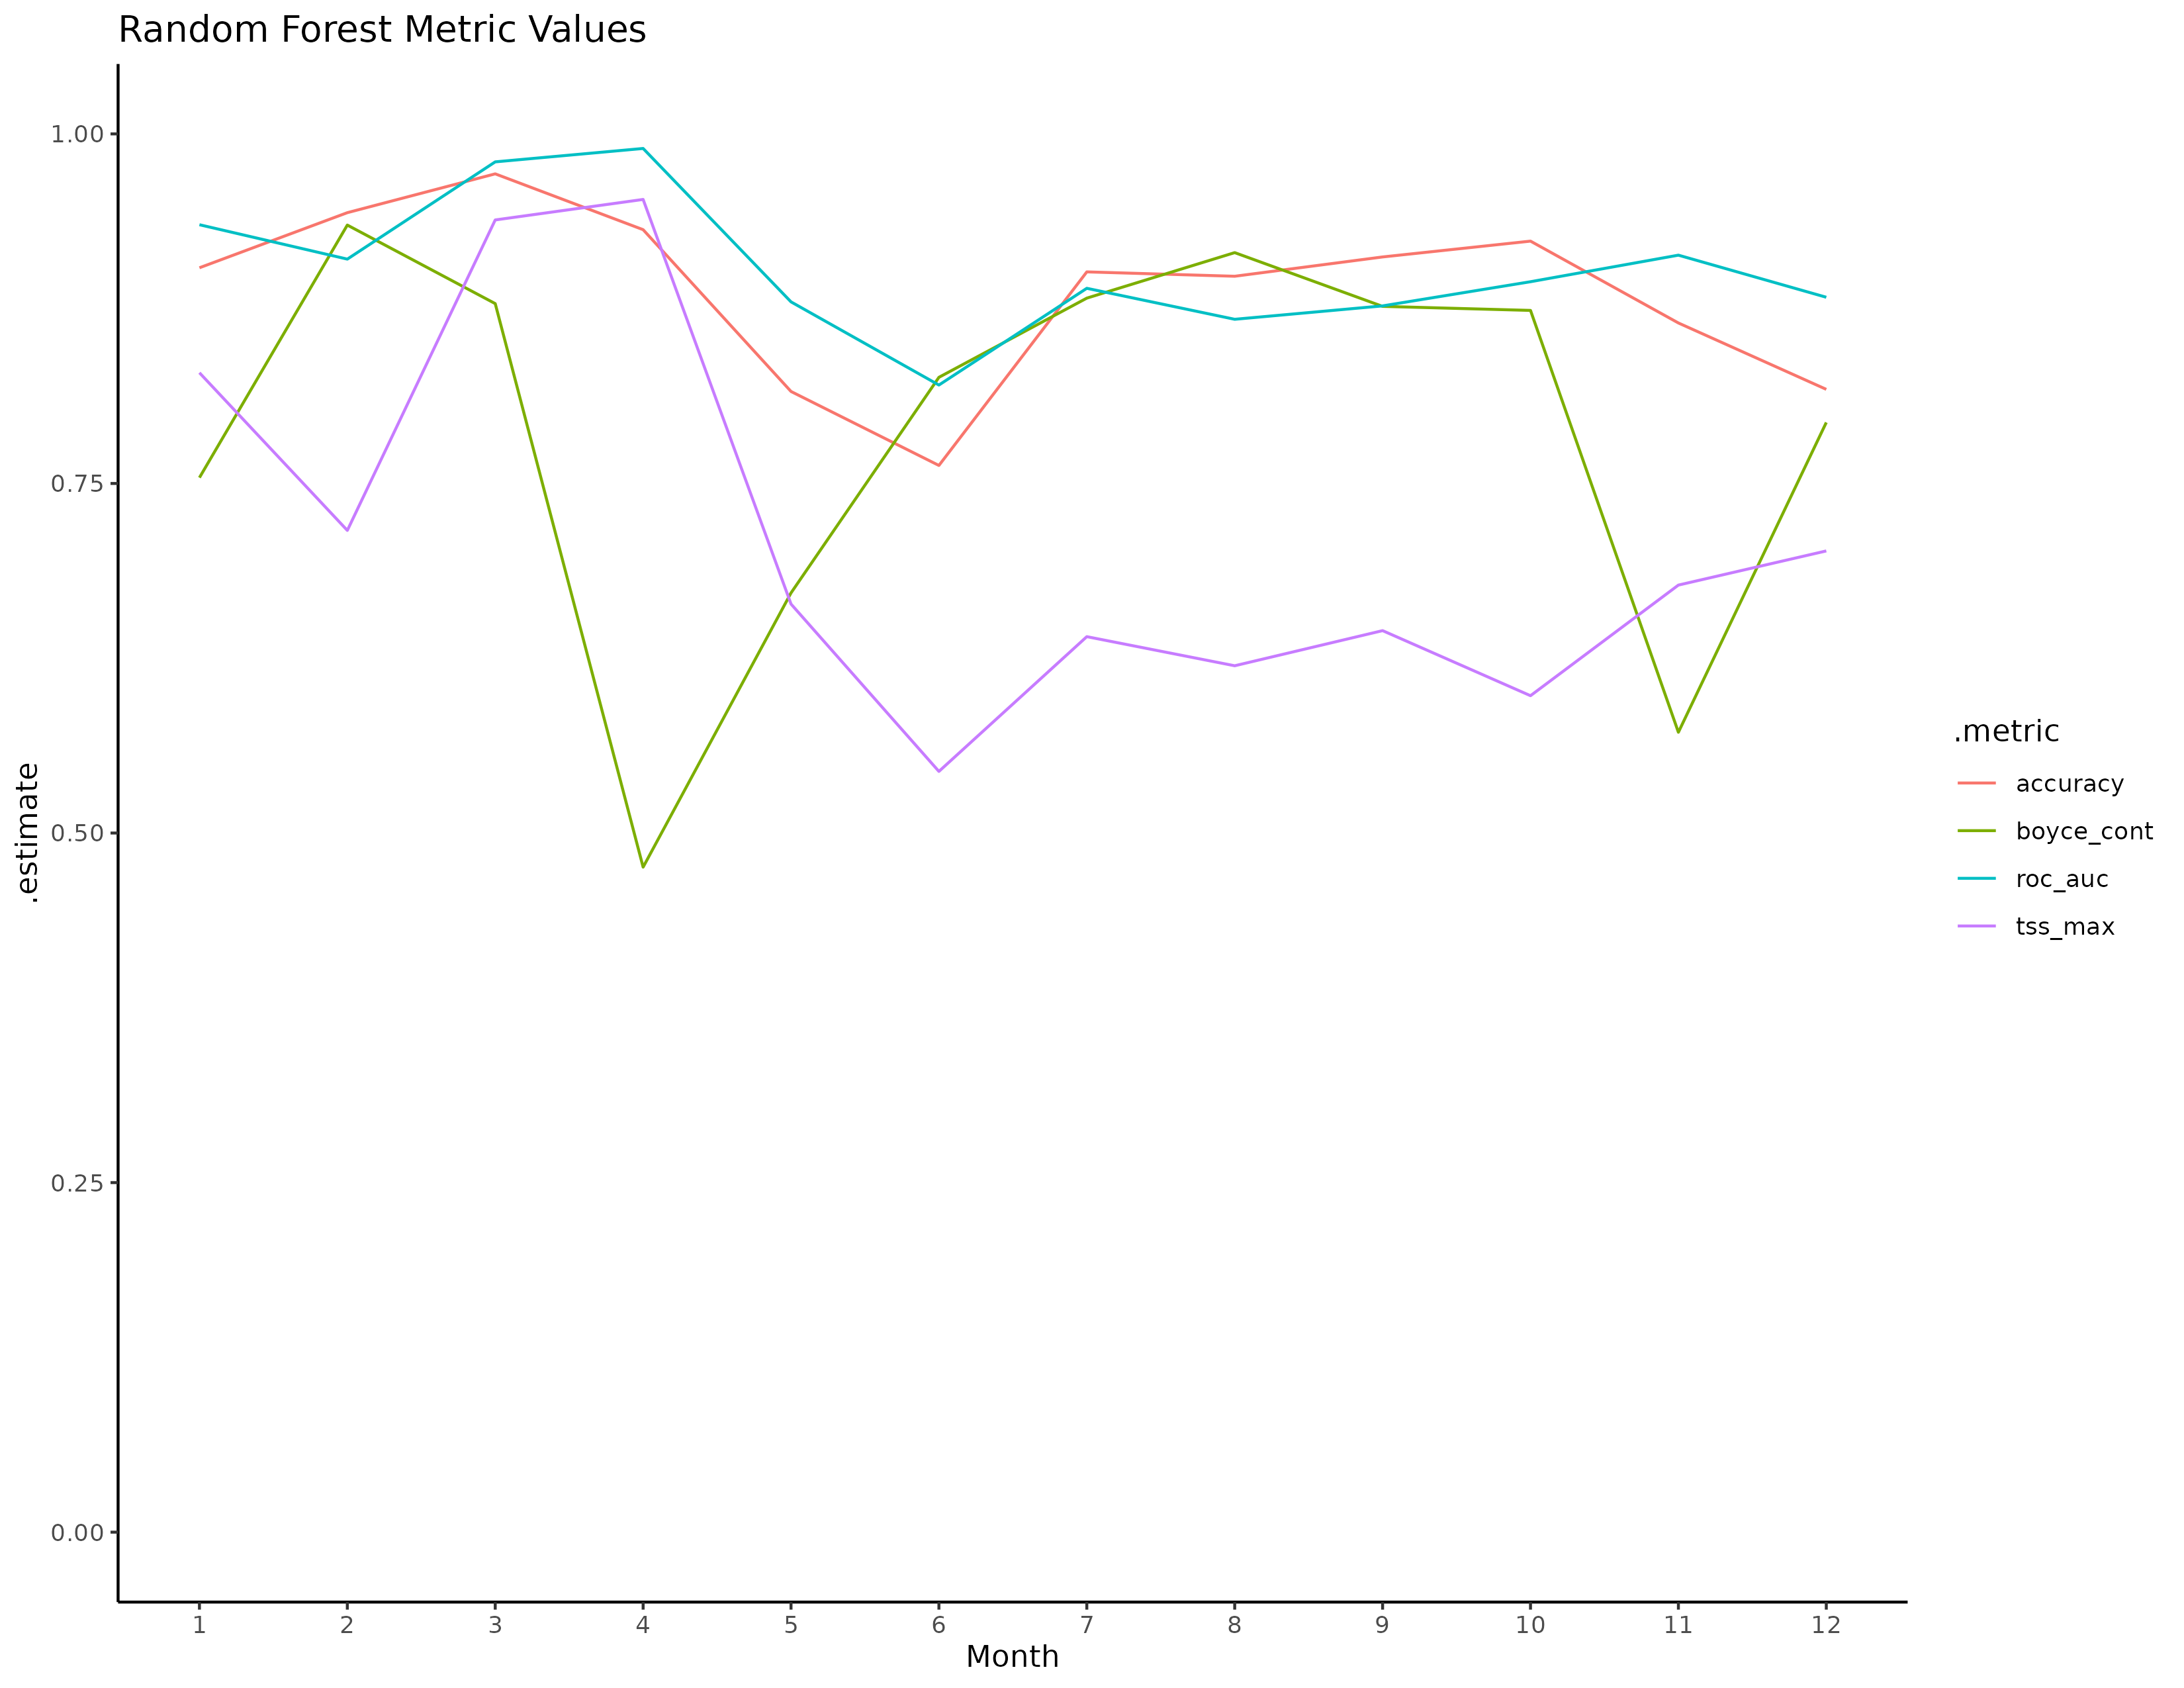 Random Forest Metric Values
.estimate
1.00
0.75
0.50
0.25
0.00
1 2 3 4 5 6 7 8 9 10 11 12
Month
.metric
accuracy
boyce_cont
roc_auc
tss_max